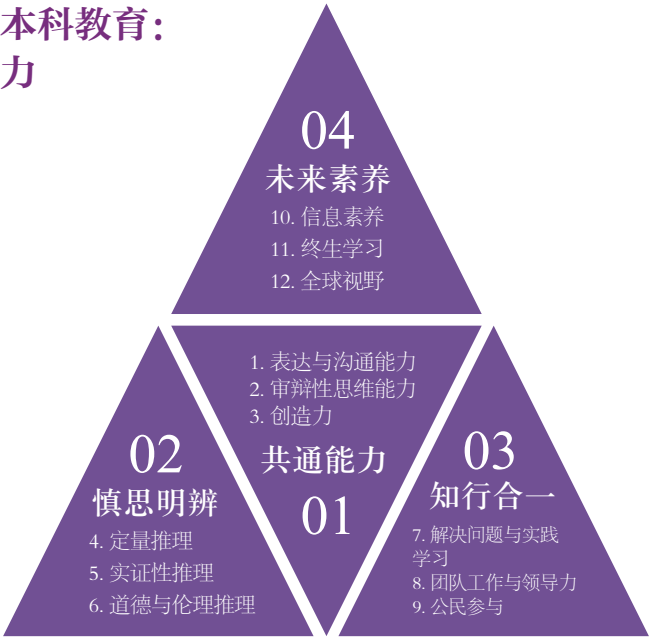 本科教育：
力
04
未来素养
10. 信息素养
11. 终生学习
12. 全球视野
1. 表达与沟通能力
2. 审辩性思维能力
3. 创造力
共通能力
01
02
慎思明辨
4. 定量推理
5. 实证性推理
6. 道德与伦理推理
03
知行合一
7. 解决问题与实践
学习
8. 团队工作与领导力
9. 公民参与